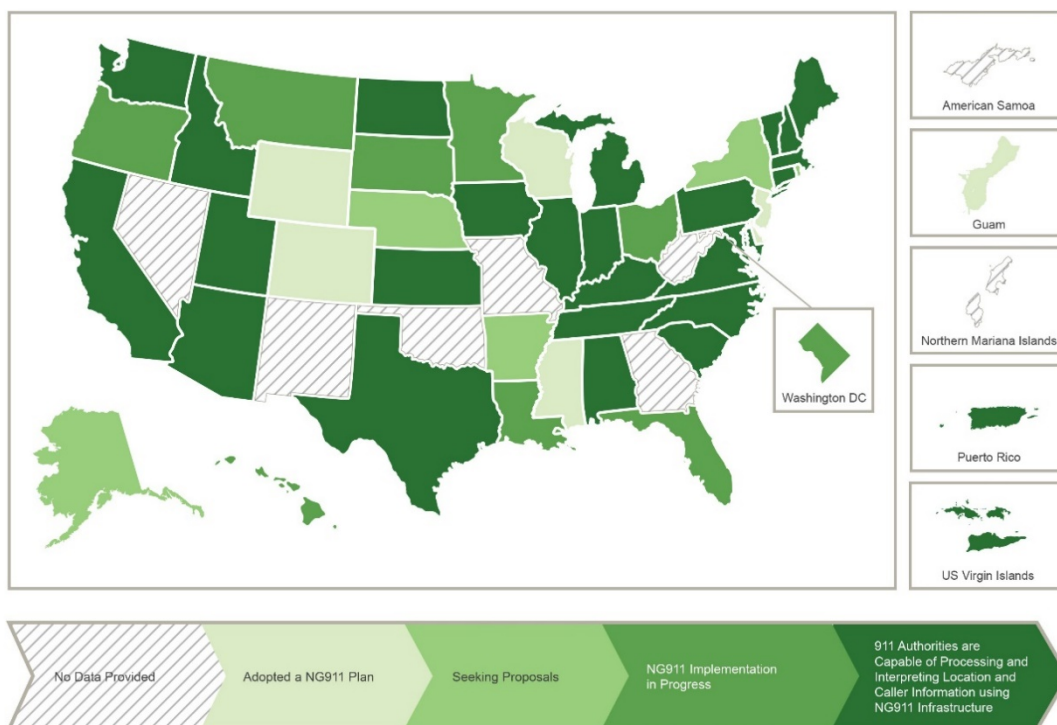 American Samoa
Guam
Northern Mariana Islands
Washington DC
Puerto Rico
US Virgin Islands
No Data Provided
Adopted a NG911 Plan
Seeking Proposals
NG911 Implementation
in Progress
911 Authorities are
Capable of Processing and
Interpreting Location and
Caller Information using
NG911 Infrastructure